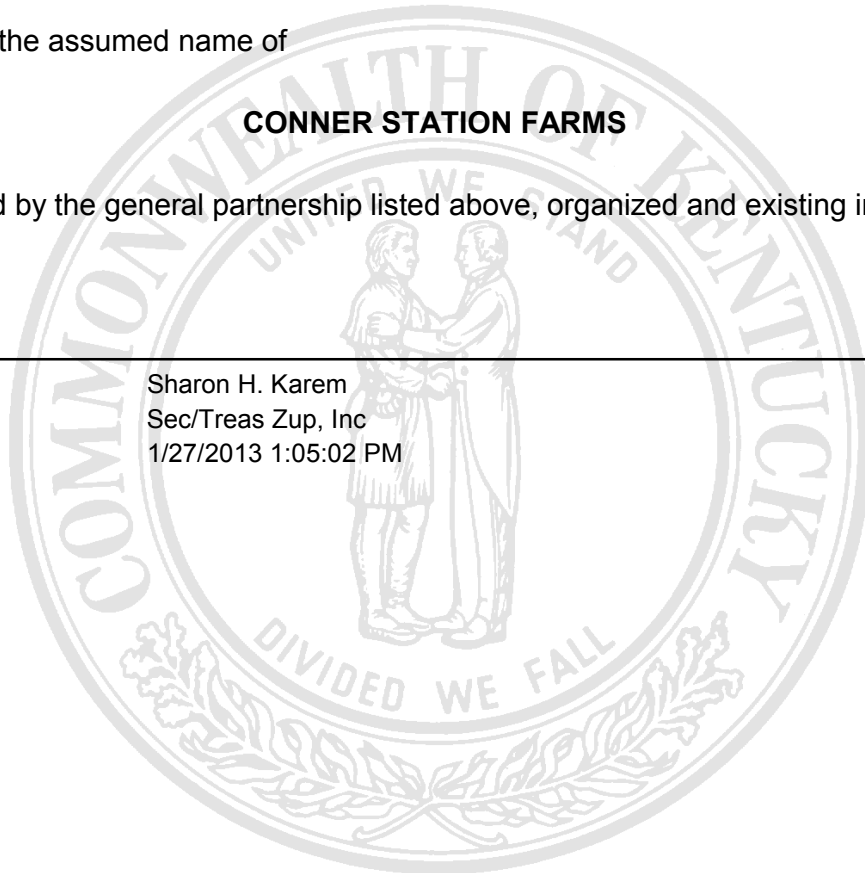 the assumed name of
CONNER STATION FARMS
d by the general partnership listed above, organized and existing in
Sharon H. Karem
Sec/Treas Zup, Inc
1/27/2013 1:05:02 PM
COMMONWEALTH OF KENTUCKY
UNITED WE STAND
DIVIDED WE FALL